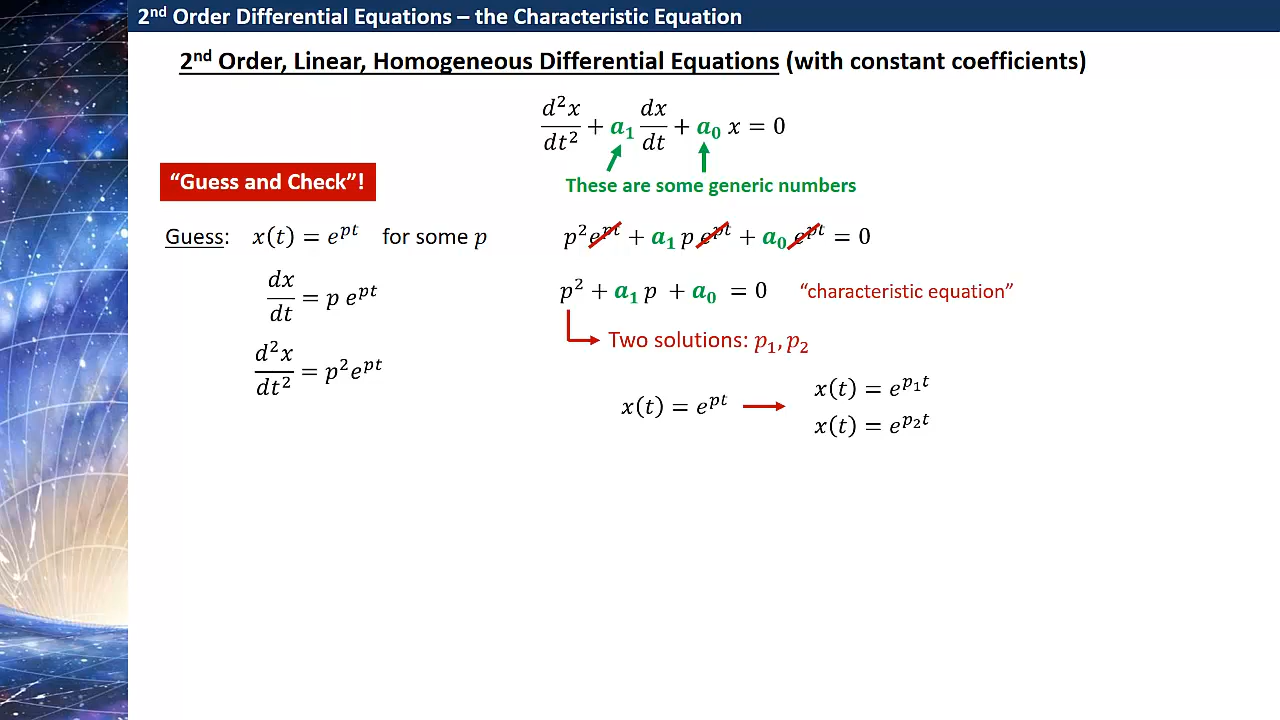 2nd Order Differential Equations – the Characteristic Equation
2nd Order, Linear, Homogeneous Differential Equations (with constant coefficients)
d²x/dt² + a₁ dx/dt + a₀ x = 0
"Guess and Check"!
These are some generic numbers
Guess: x(t) = e^{pt} for some p
p²e^{pt} + a₁ p e^{pt} + a₀ e^{pt} = 0
dx/dt = p e^{pt}
p² + a₁ p + a₀ = 0 "characteristic equation"
Two solutions: p₁, p₂
d²x/dt² = p²e^{pt}
x(t) = e^{pt}
x(t) = e^{p₁t}
x(t) = e^{p₂t}